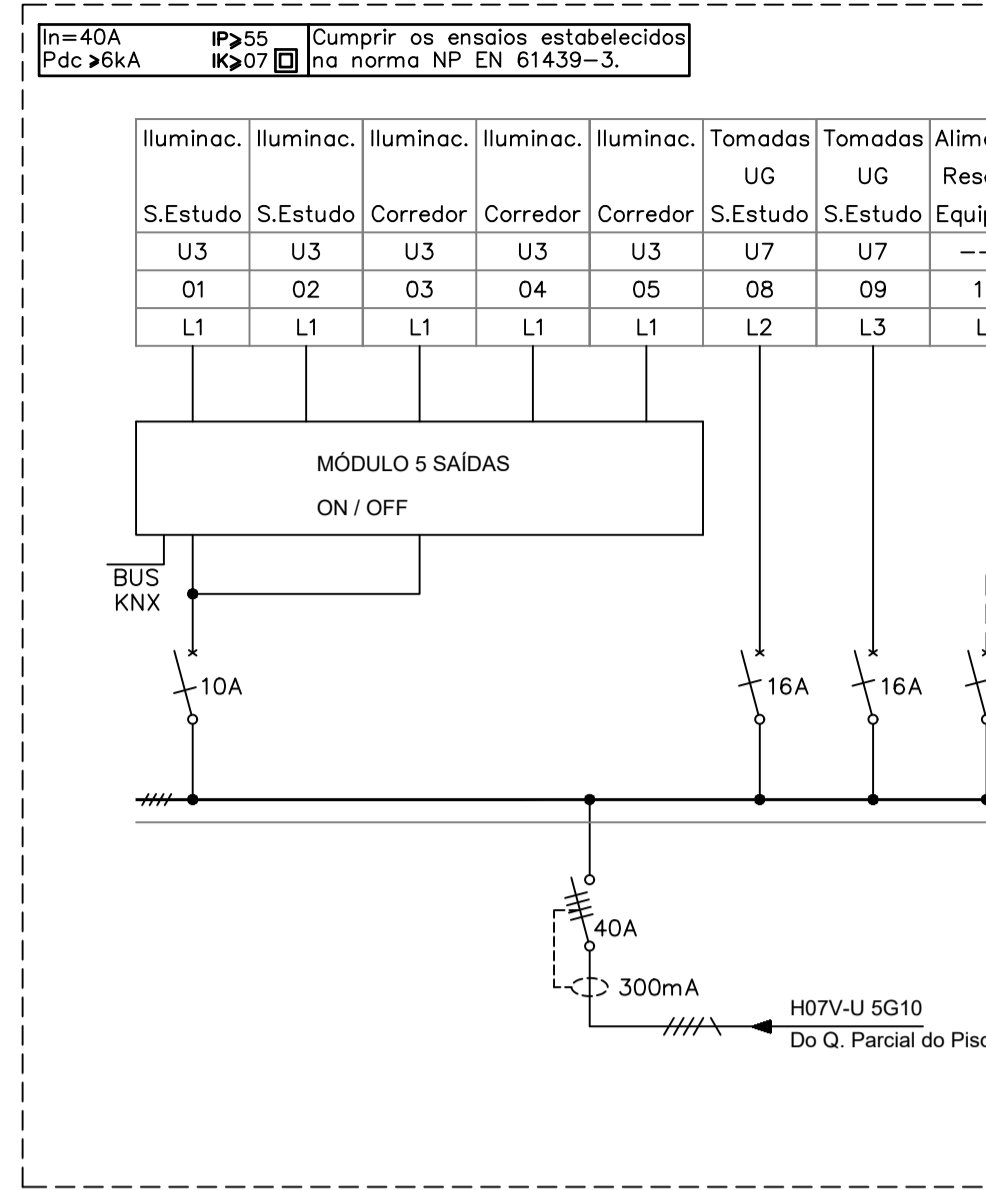 In=40A IP⩾55 Cumprir os ensaios estabelecidos
Pdc ⩾6kA IK⩾07 na norma NP EN 61439-3.
Iluminac. Iluminac. Iluminac. Iluminac. Iluminac. Tomadas Tomadas
UG UG
S.Estudo S.Estudo Corredor Corredor Corredor S.Estudo S.Estudo
U3 U3 U3 U3 U3 U7 U7
01 02 03 04 05 08 09
L1 L1 L1 L1 L1 L2 L3
MÓDULO 5 SAÍDAS
ON / OFF
BUS
KNX
10A 16A 16A
40A
300mA
H07V-U 5G10
Do Q. Parcial do